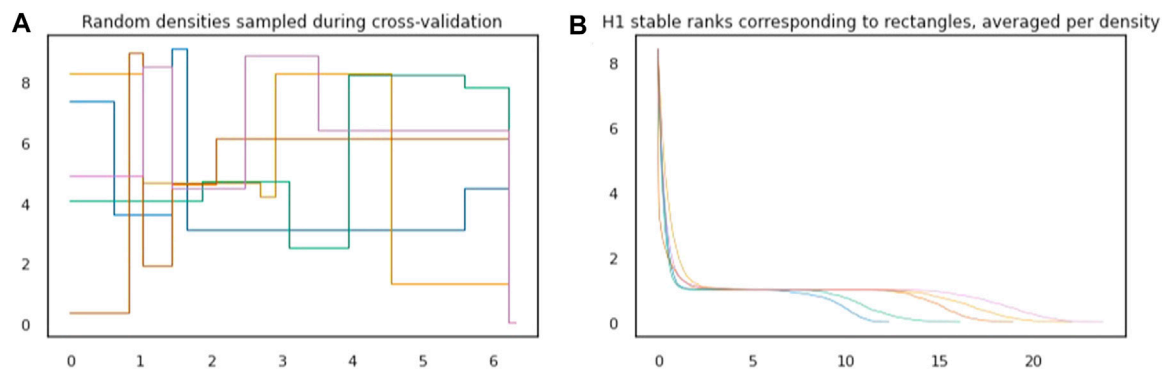 A Random densities sampled during cross-validation
8
6
4
2
0
0 1 2 3 4 5 6
B H1 stable ranks corresponding to rectangles, averaged per density
8
6
4
2
0
0 5 10 15 20